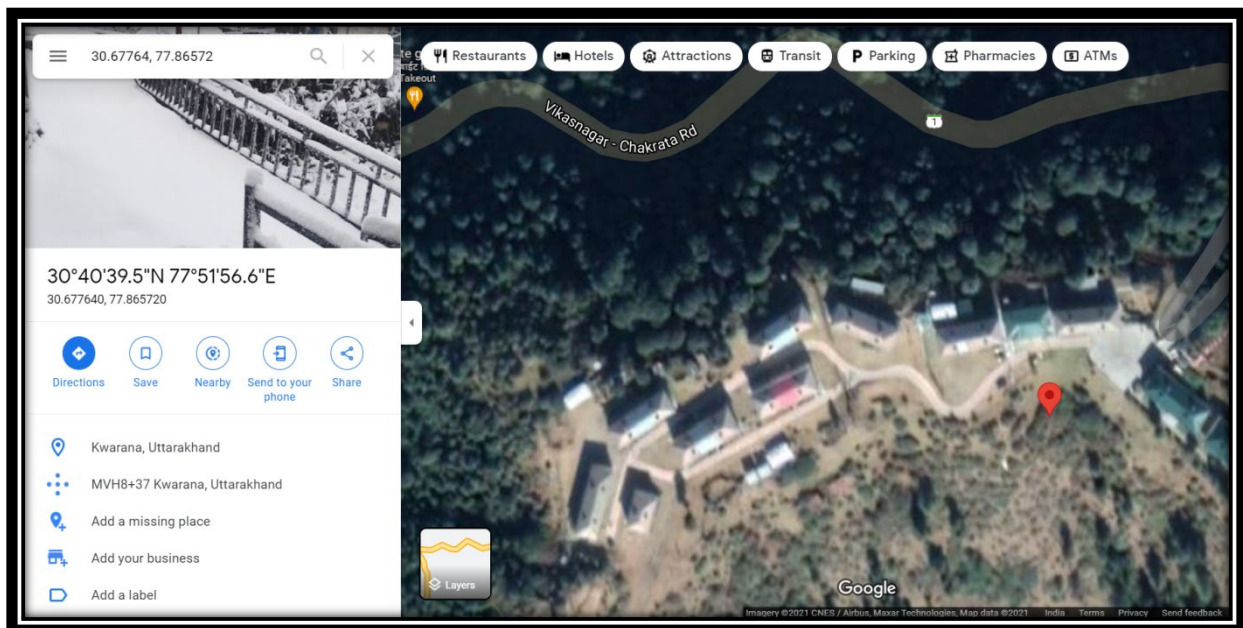 30.67764, 77.86572
Restaurants
Hotels
Attractions
Transit
Parking
Pharmacies
ATMs
Takeout
Vikasnagar - Chakrata Rd
1
30°40'39.5"N 77°51'56.6"E
30.677640, 77.865720
Directions
Save
Nearby
Send to your
phone
Share
Kwarana, Uttarakhand
MVH8+37 Kwarana, Uttarakhand
Add a missing place
Add your business
Add a label
Layers
Google
Imagery ©2021 CNES / Airbus, Maxar Technologies, Map data ©2021 India Terms Privacy Send feedback